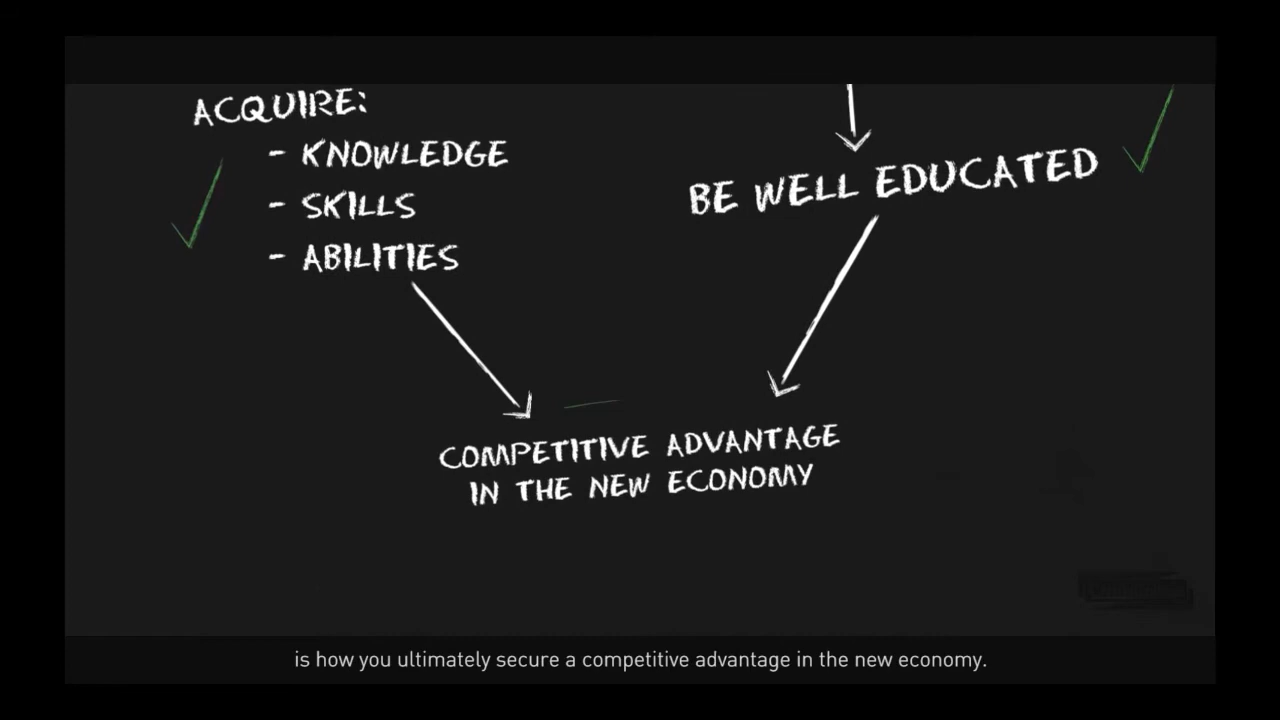 ACQUIRE:
- KNOWLEDGE
- SKILLS
- ABILITIES
BE WELL EDUCATED
COMPETITIVE ADVANTAGE
IN THE NEW ECONOMY
is how you ultimately secure a competitive advantage in the new economy.